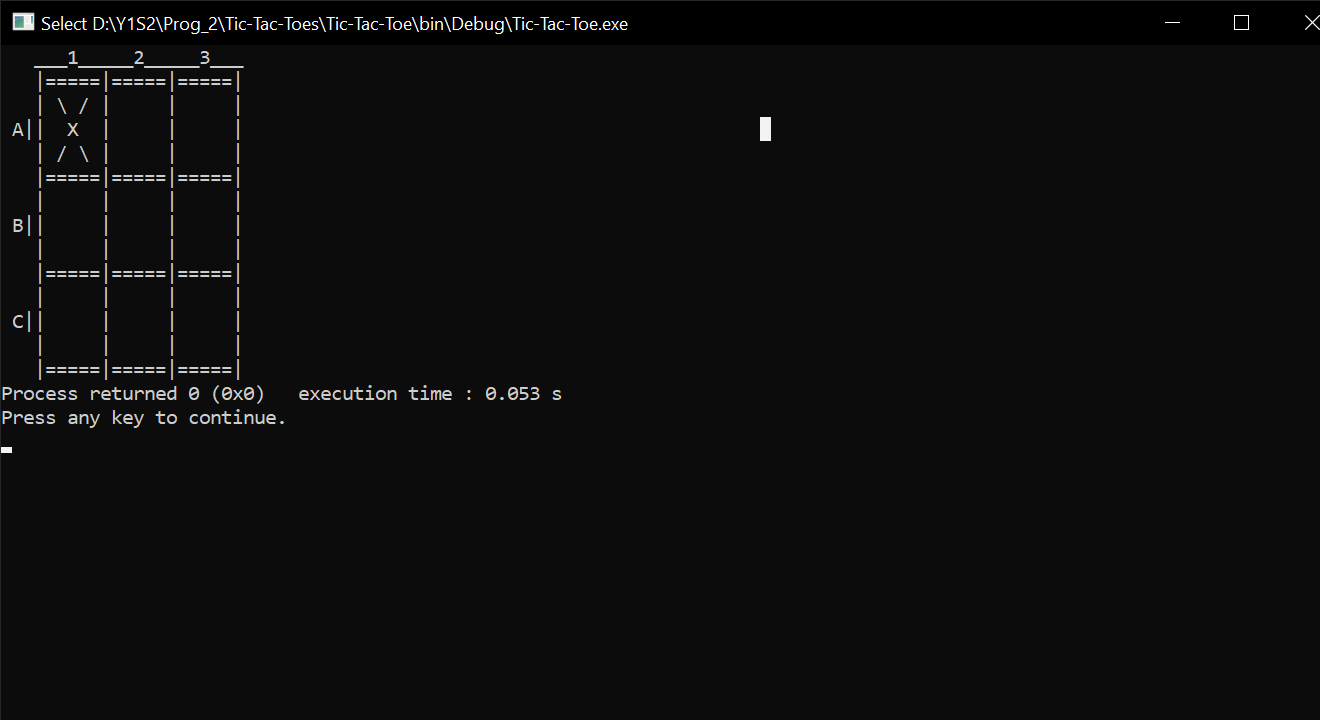 Select D:\Y1S2\Prog_2\Tic-Tac-Toes\Tic-Tac-Toe\bin\Debug\Tic-Tac-Toe.exe
   ___1_____2_____3___
   |=====|=====|=====|
   | \ / |     |     |
 A||  X  |     |     |
   | / \ |     |     |
   |=====|=====|=====|
   |     |     |     |
 B||     |     |     |
   |     |     |     |
   |=====|=====|=====|
   |     |     |     |
 C||     |     |     |
   |     |     |     |
   |=====|=====|=====|
Process returned 0 (0x0)   execution time : 0.053 s
Press any key to continue.